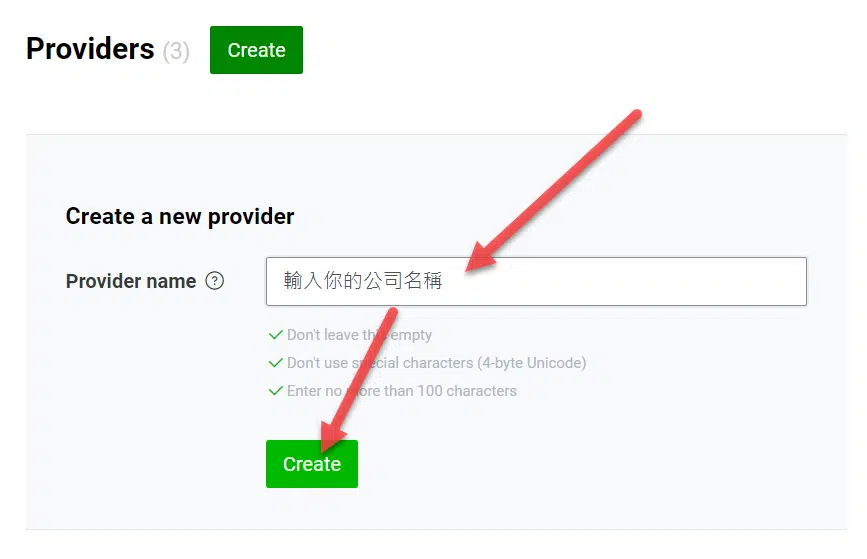 Providers (3) Create
Create a new provider
Provider name ? 輸入你的公司名稱
Don't leave this empty
Don't use special characters (4-byte Unicode)
Enter no more than 100 characters
Create